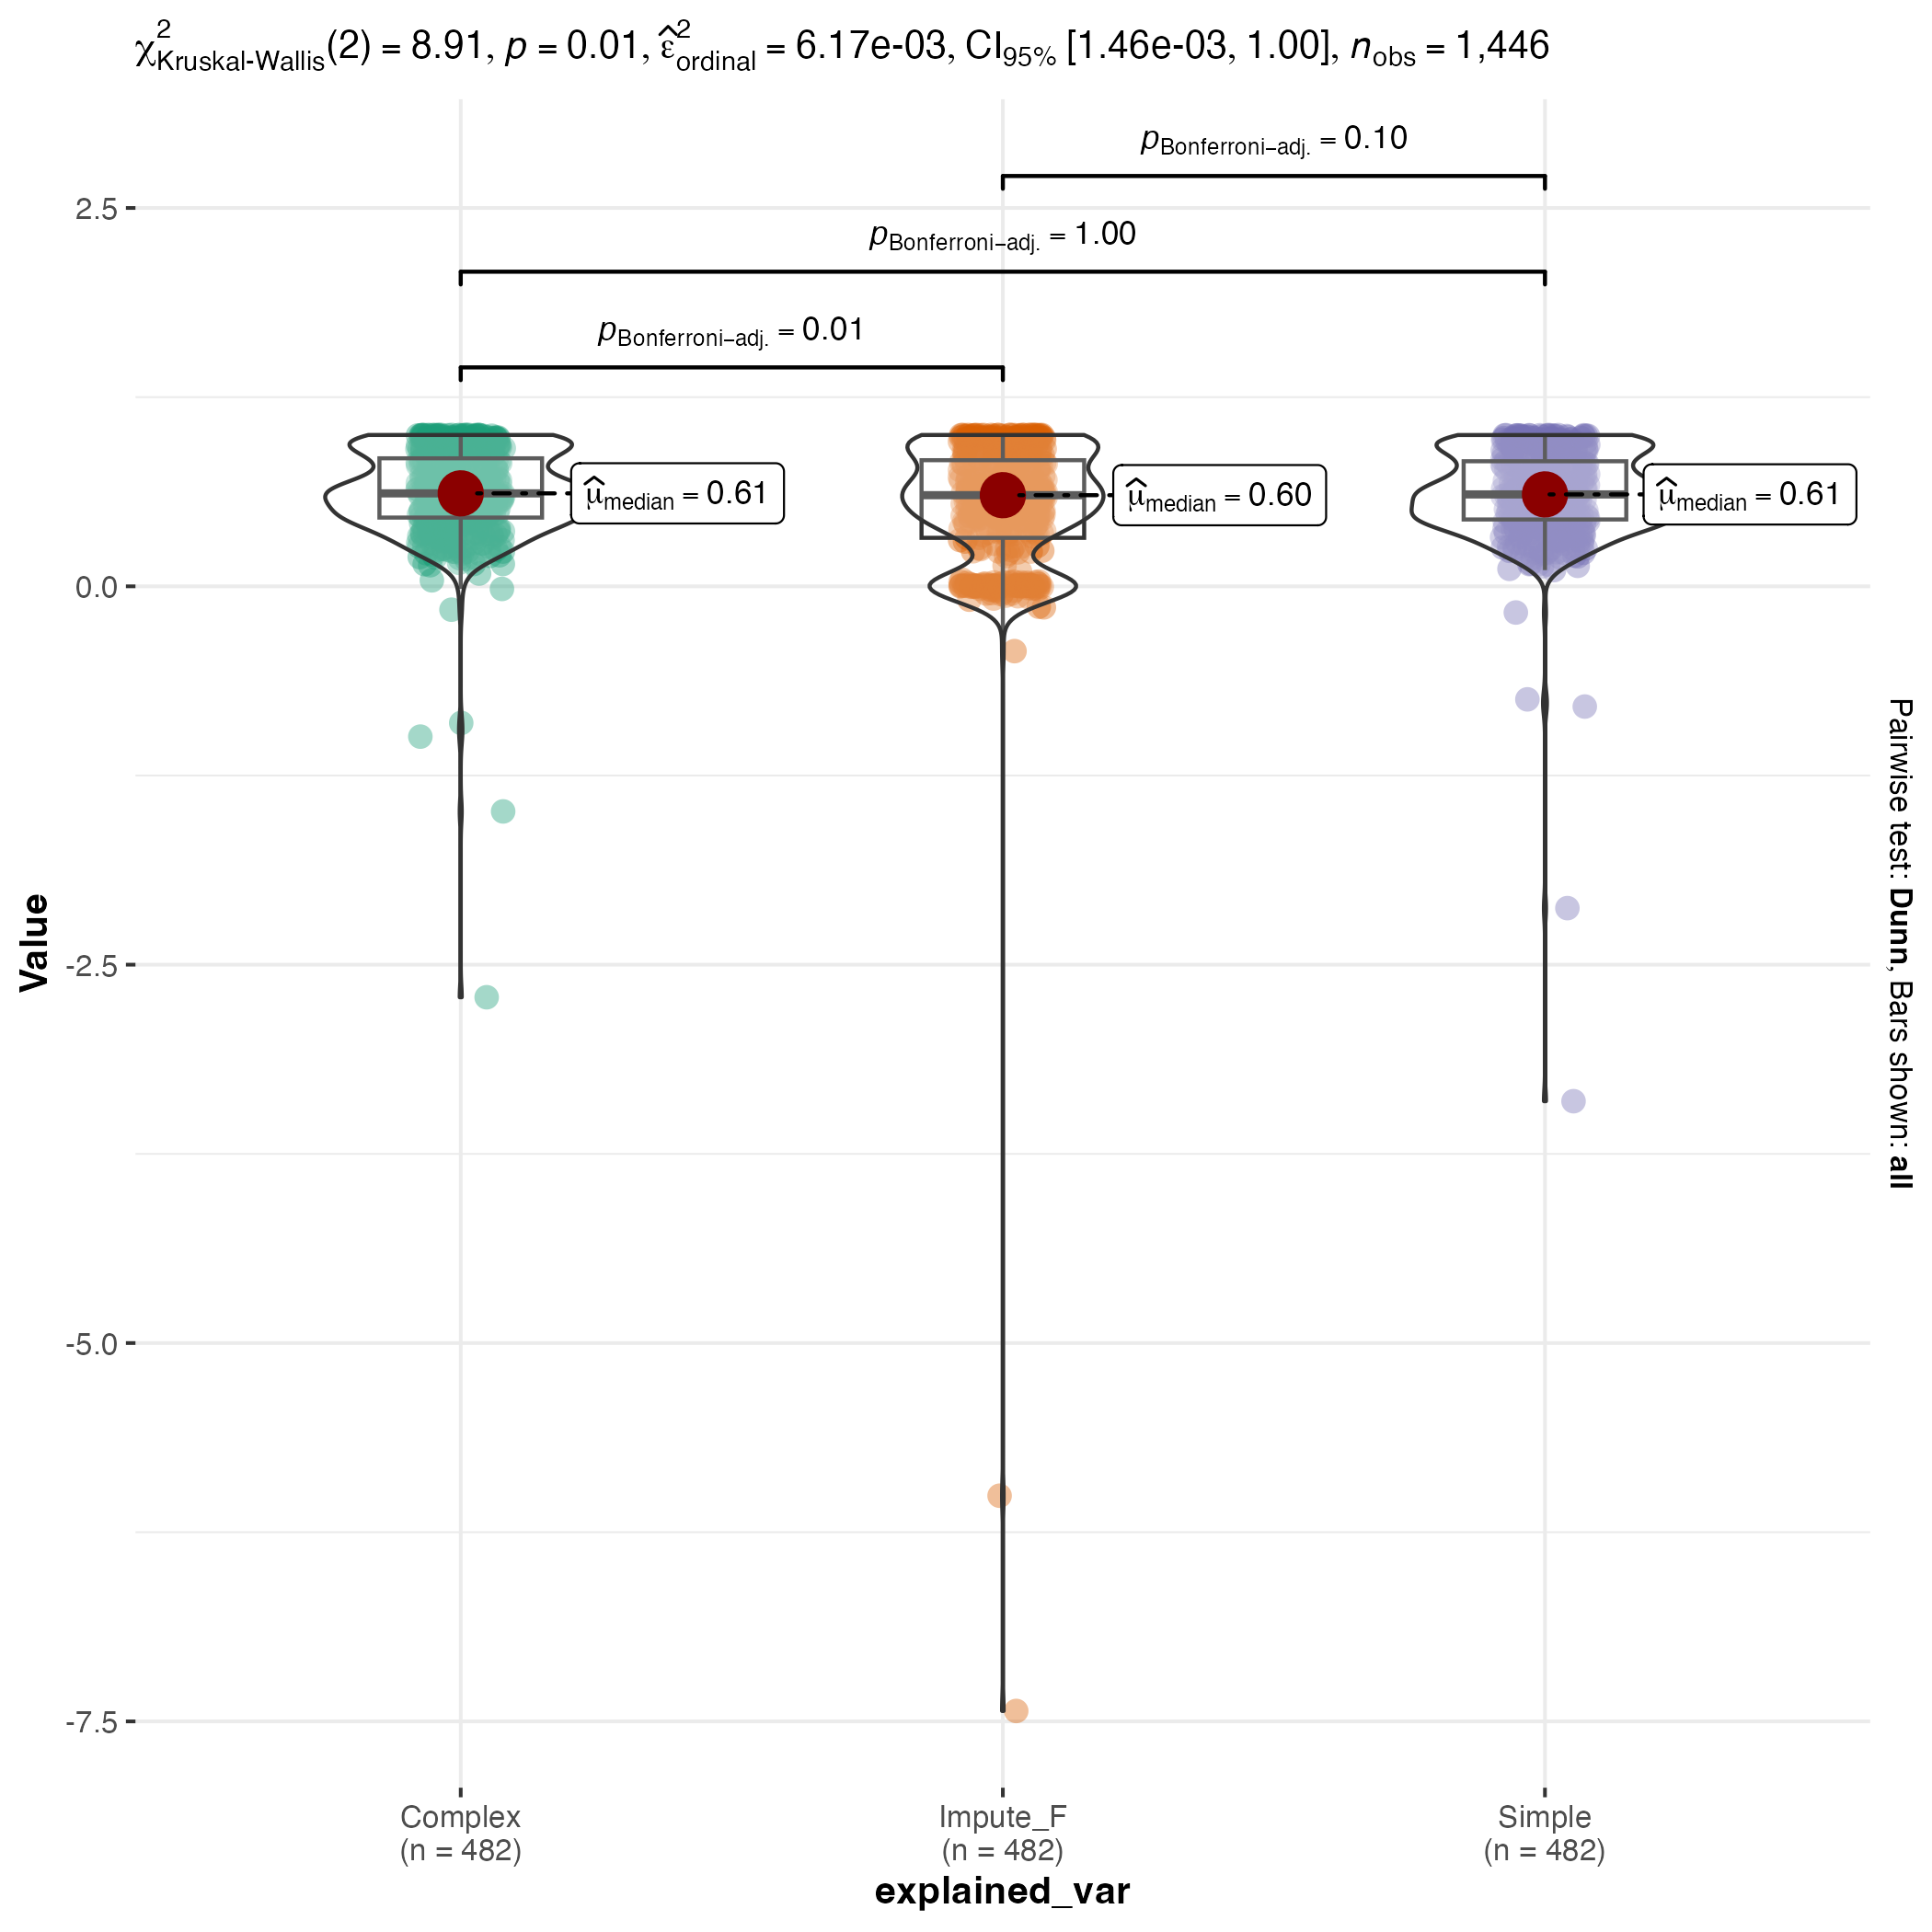 χ²Kruskal-Wallis(2) = 8.91, p = 0.01, ε̂²ordinal = 6.17e-03, CI95% [1.46e-03, 1.00], nobs = 1,446
pBonferroni−adj. = 0.10
2.5
pBonferroni−adj. = 1.00
pBonferroni−adj. = 0.01
μ̂median = 0.61
μ̂median = 0.60
μ̂median = 0.61
0.0
-2.5
-5.0
-7.5
Value
Pairwise test: Dunn, Bars shown: all
Complex
(n = 482)
Impute_F
(n = 482)
Simple
(n = 482)
explained_var